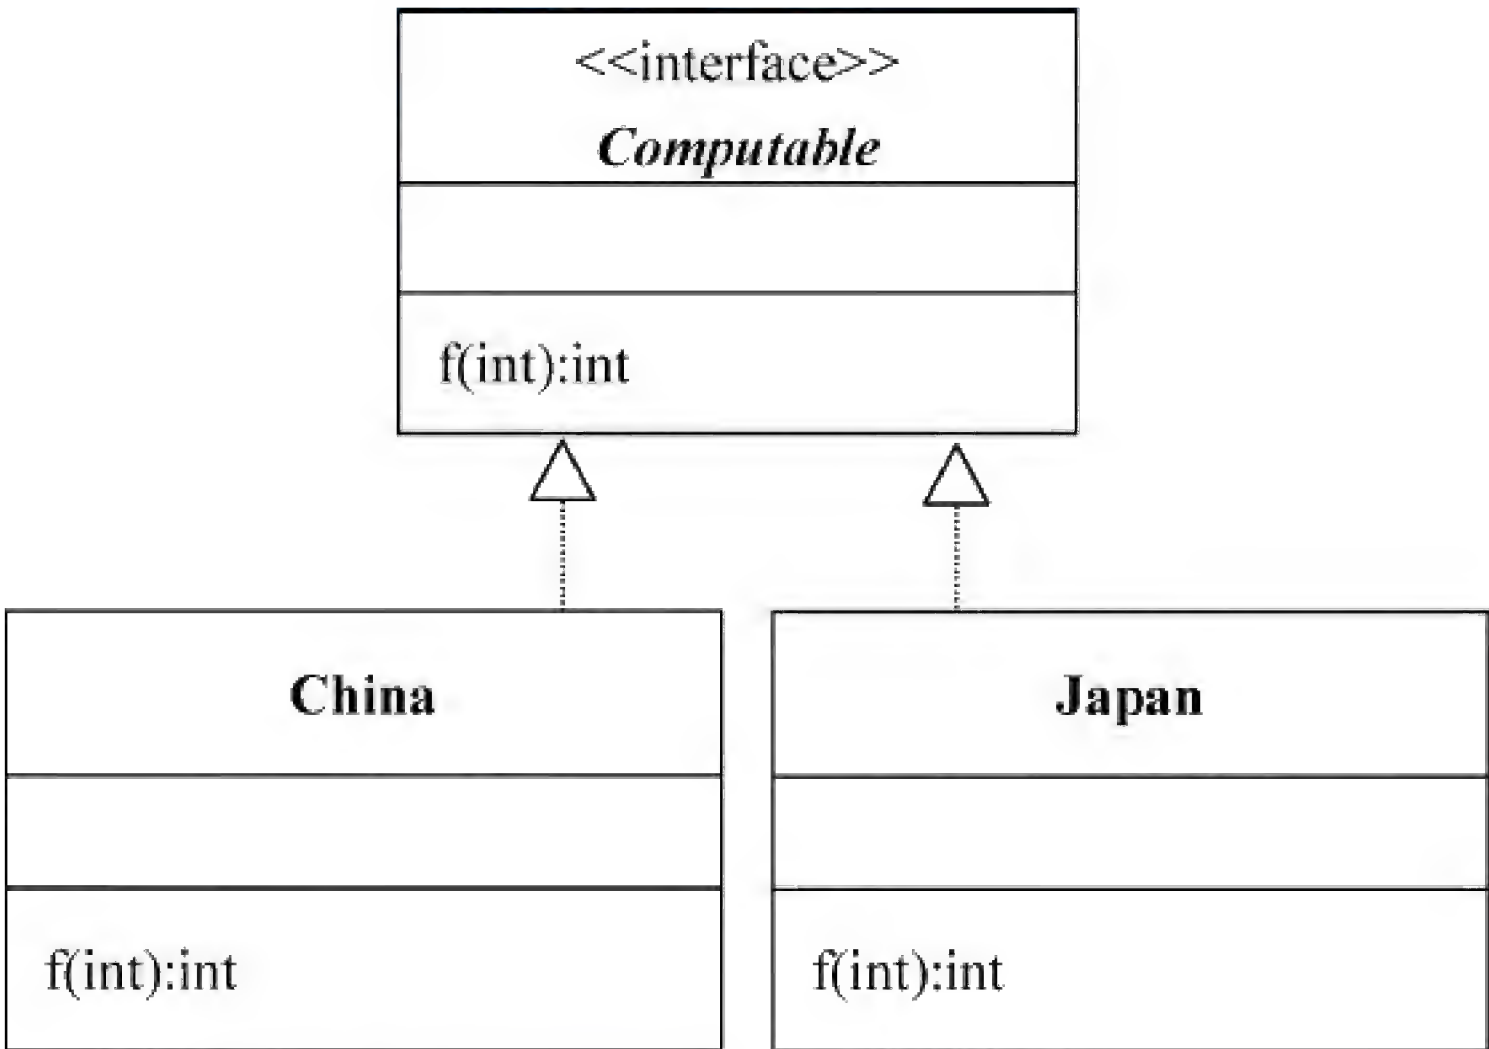 <<interface>>
Computable
f(int):int
China
Japan
f(int):int
f(int):int